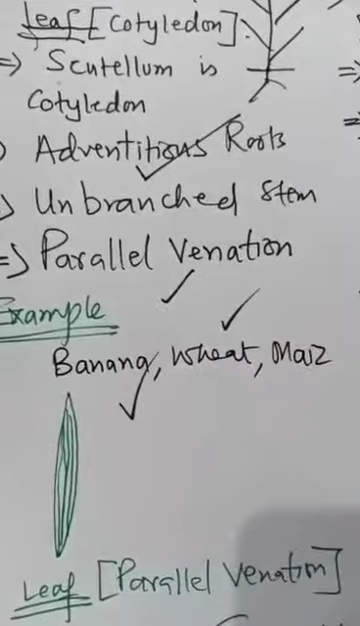 Leaf [Cotyledon].
=> Scutellum is
Cotyledon
Adventitious Roots
Unbranched Stem
=> Parallel Venation
Example
Banana, Wheat, Maiz
Leaf [Parallel Venation]